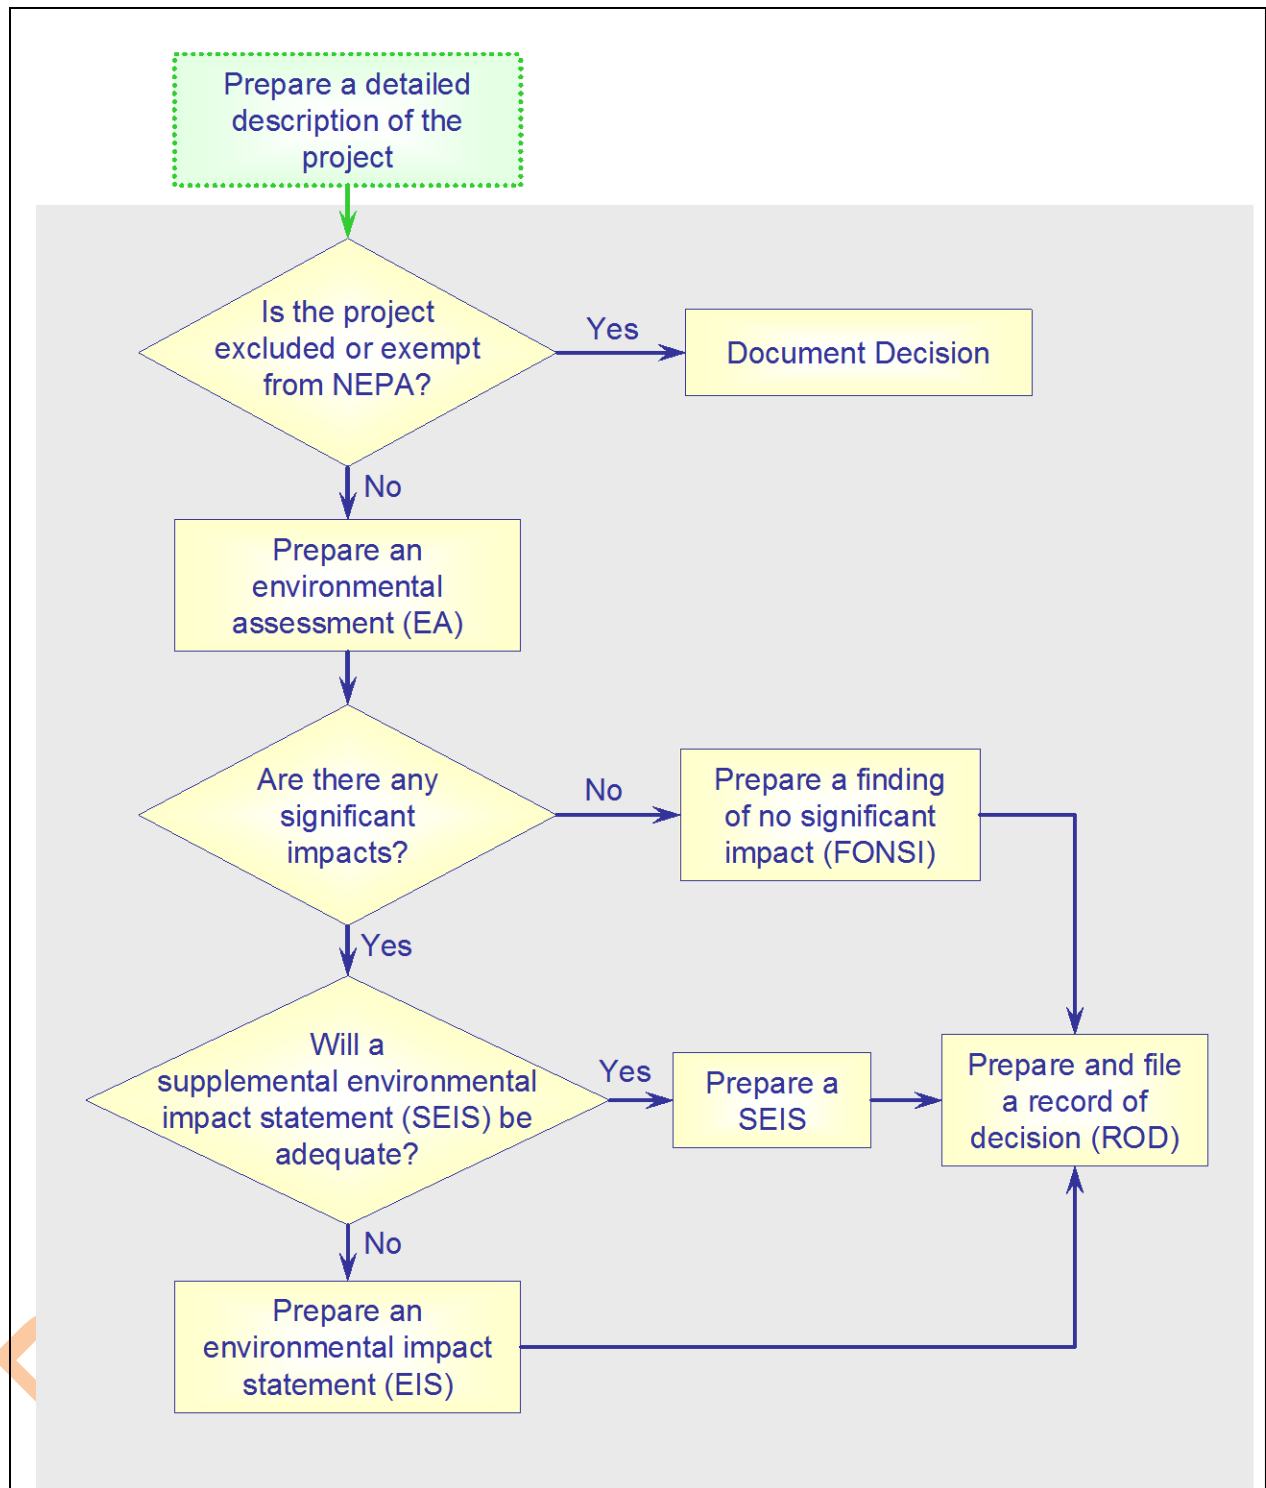 Prepare a detailed
description of the
project
Is the project
excluded or exempt
from NEPA?
Yes
Document Decision
No
Prepare an
environmental
assessment (EA)
Are there any
significant
impacts?
No
Prepare a finding
of no significant
impact (FONSI)
Yes
Will a
supplemental environmental
impact statement (SEIS) be
adequate?
Yes
Prepare a
SEIS
Prepare and file
a record of
decision (ROD)
No
Prepare an
environmental impact
statement (EIS)